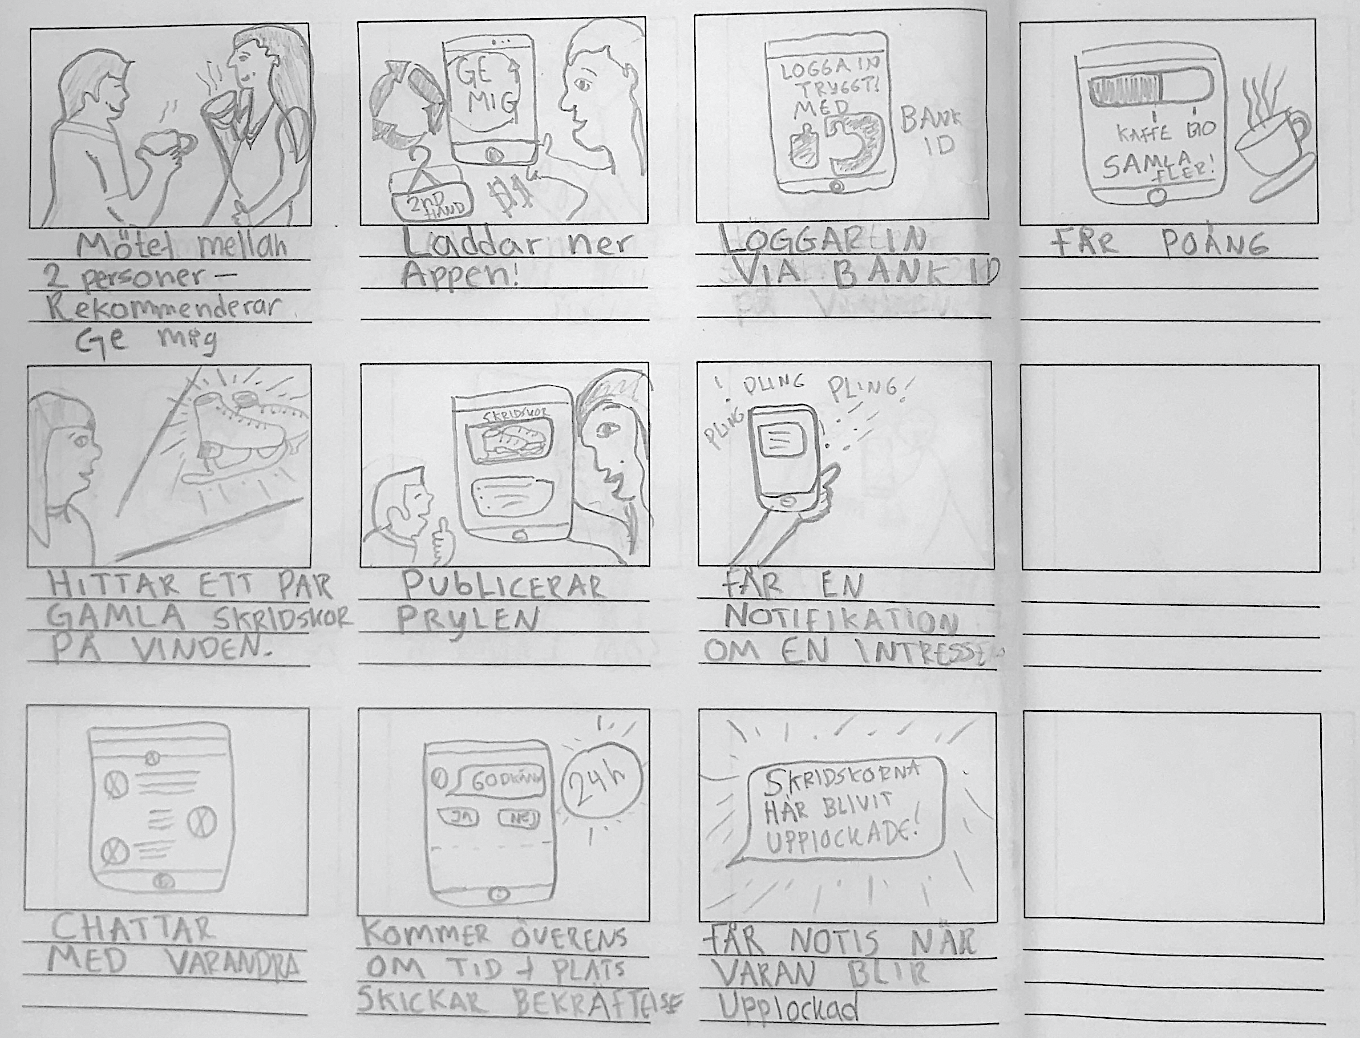 GE
MIG
2ND
HAND
LOGGA IN
TRYGGT!
MED
BANK
ID
KAFFE BIO
SAMLA
FLER!
Mötet mellan
2 personer –
Rekommenderar
Ge mig
Laddar ner
Appen!
LOGGAR IN
VIA BANK ID
FÅR POÄNG
SKRIDSKOR
PLING
PLING
PLING!
HITTAR ETT PAR
GAMLA SKRIDSKOR
PÅ VINDEN.
PUBLICERAR
PRYLEN
FÅR EN
NOTIFIKATION
OM EN INTRESSE
GODKÄNN
JA NEJ
24h
SKRIDSKORNA
HAR BLIVIT
UPPLOCKADE!
CHATTAR
MED VARANDRA
KOMMER ÖVERENS
OM TID + PLATS
SKICKAR BEKRÄFTELSE
FÅR NOTIS NÄR
VARAN BLIR
Upplockad